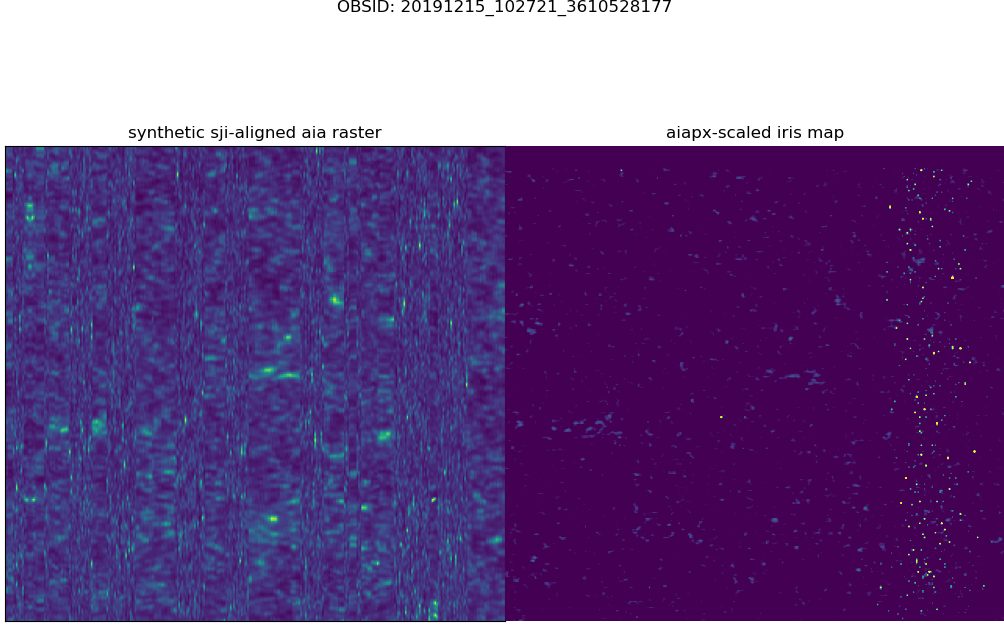 OBSID: 20191215_102721_3610528177
synthetic sji-aligned aia raster
aiapx-scaled iris map